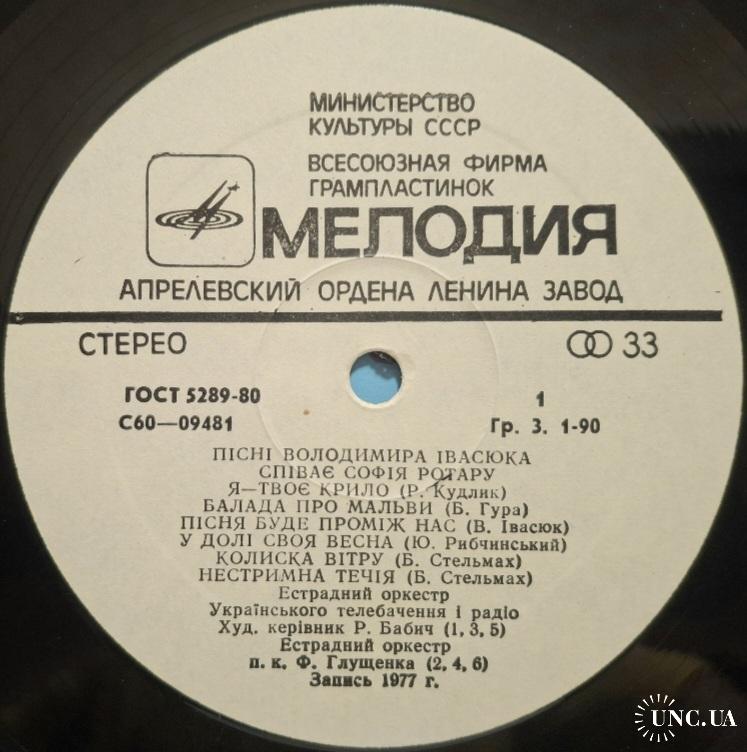 МИНИСТЕРСТВО
КУЛЬТУРЫ СССР
ВСЕСОЮЗНАЯ ФИРМА
ГРАМПЛАСТИНОК
МЕЛОДИЯ
АПРЕЛЕВСКИЙ ОРДЕНА ЛЕНИНА ЗАВОД
СТЕРЕО
33
ГОСТ 5289-80
1
С60—09481
Гр. 3. 1-90
ПІСНІ ВОЛОДИМИРА ІВАСЮКА
СПІВАЄ СОФІЯ РОТАРУ
Я—ТВОЄ КРИЛО (Р. Кудлик)
БАЛАДА ПРО МАЛЬВИ (Б. Гура)
ПІСНЯ БУДЕ ПРОМІЖ НАС (В. Івасюк)
У ДОЛІ СВОЯ ВЕСНА (Ю. Рибчинський)
КОЛИСКА ВІТРУ (Б. Стельмах)
НЕСТРИМНА ТЕЧІЯ (Б. Стельмах)
Естрадний оркестр
Українського телебачення і радіо
Худ. керівник Р. Бабич (1, 3, 5)
Естрадний оркестр
п. к. Ф. Глущенка (2, 4, 6)
Запись 1977 г.
UNC.UA